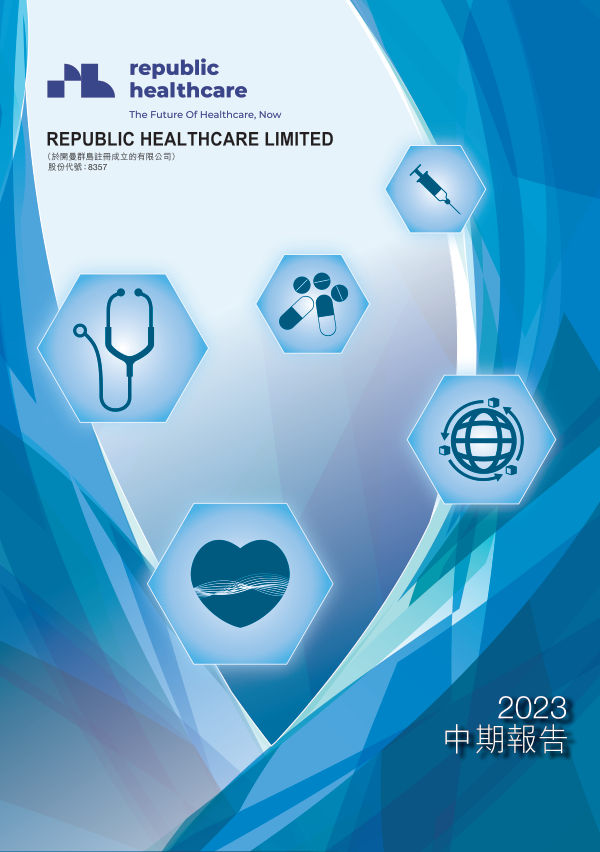 republic
healthcare
The Future Of Healthcare, Now
REPUBLIC HEALTHCARE LIMITED
（於開曼群島註冊成立的有限公司）
股份代號：8357
2023
中期報告